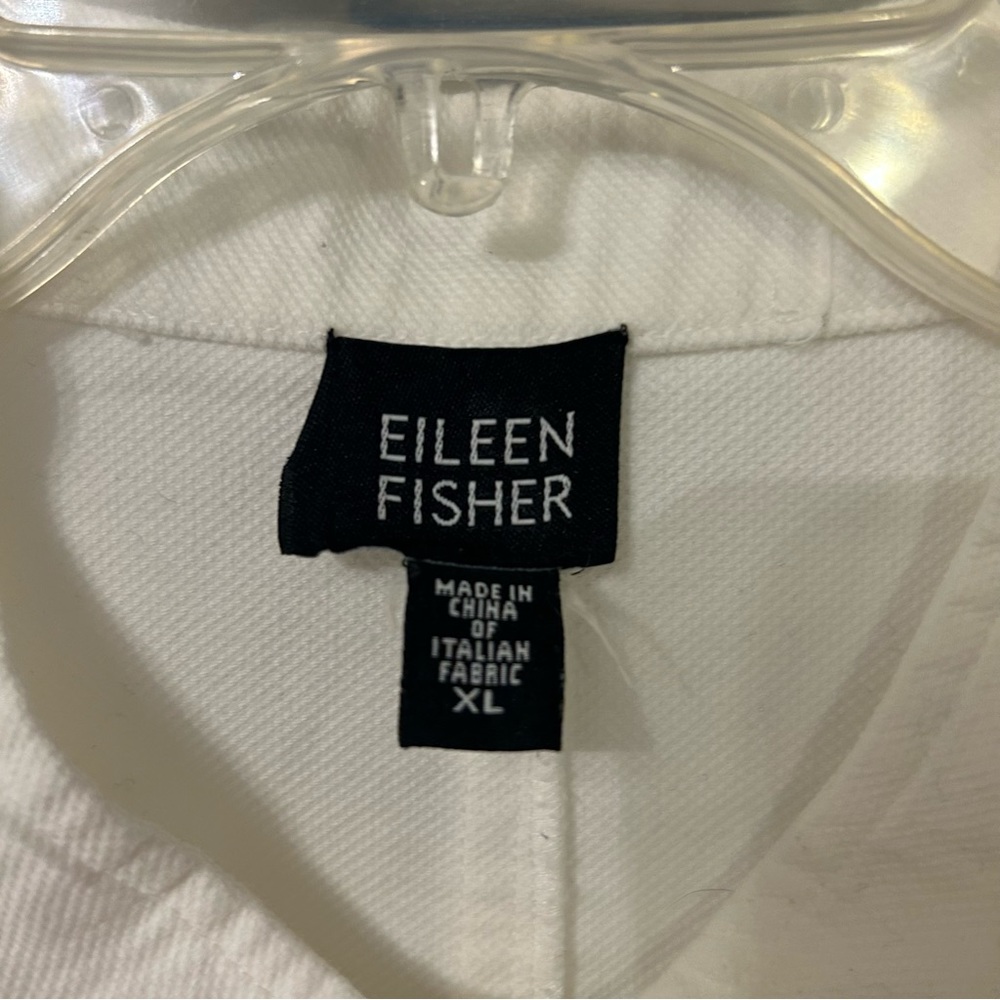 EILEEN
FISHER
MADE IN
CHINA
OF
ITALIAN
FABRIC
XL